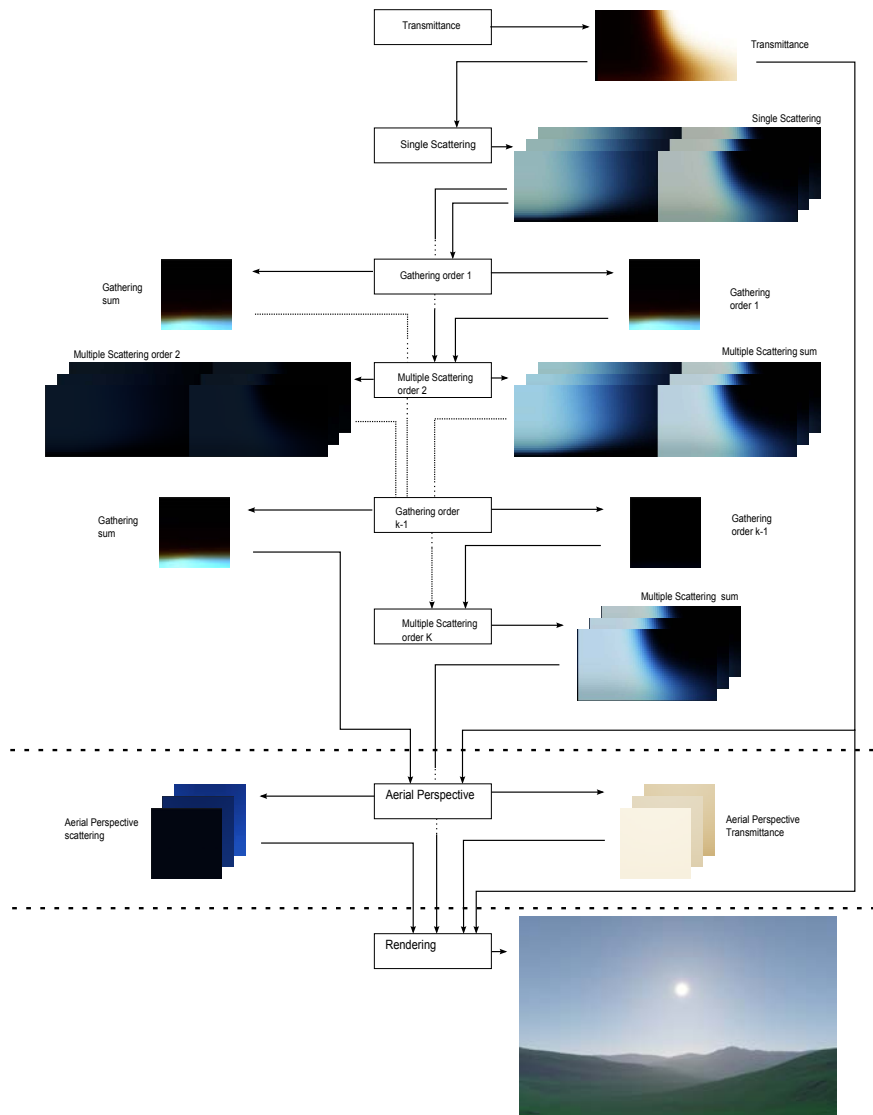 Transmittance
Transmittance
Single Scattering
Single Scattering
Gathering
sum
Gathering order 1
Gathering
order 1
Multiple Scattering order 2
Multiple Scattering
order 2
Multiple Scattering sum
Gathering
sum
Gathering order
k-1
Gathering
order k-1
Multiple Scattering
order K
Multiple Scattering sum
Aerial Perspective
scattering
Aerial Perspective
Aerial Perspective
Transmittance
Rendering